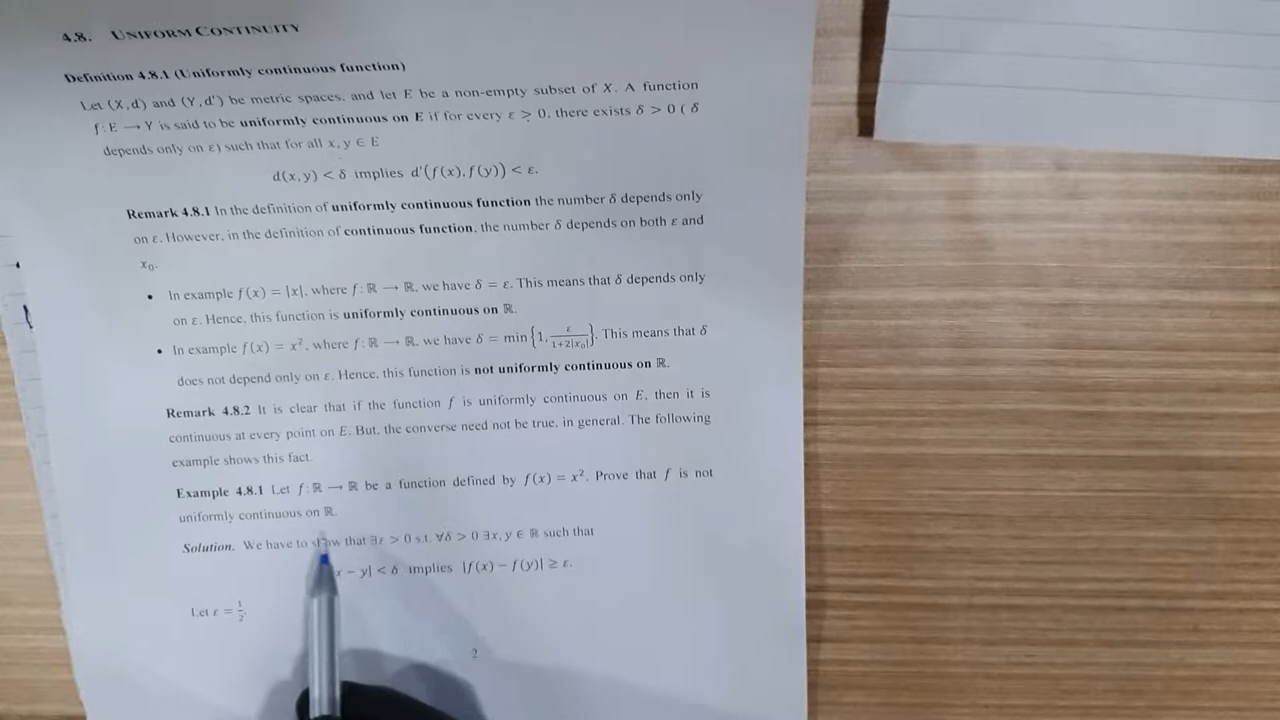 4.8. UNIFORM CONTINUITY
Definition 4.8.1 (Uniformly continuous function)
Let (X, d) and (Y, d') be metric spaces, and let E be a non-empty subset of X. A function
f: E → Y is said to be uniformly continuous on E if for every ε > 0, there exists δ > 0 ( δ
depends only on ε) such that for all x, y ∈ E
d(x, y) < δ implies d'(f(x), f(y)) < ε.
Remark 4.8.1 In the definition of uniformly continuous function the number δ depends only
on ε. However, in the definition of continuous function, the number δ depends on both ε and
x₀.
• In example f(x) = |x|, where f: ℝ → ℝ, we have δ = ε. This means that δ depends only
on ε. Hence, this function is uniformly continuous on ℝ.
• In example f(x) = x², where f: ℝ → ℝ, we have δ = min{1, ε/(1+2|x₀|)}. This means that δ
does not depend only on ε. Hence, this function is not uniformly continuous on ℝ.
Remark 4.8.2 It is clear that if the function f is uniformly continuous on E, then it is
continuous at every point on E. But, the converse need not be true, in general. The following
example shows this fact.
Example 4.8.1 Let f: ℝ → ℝ be a function defined by f(x) = x². Prove that f is not
uniformly continuous on ℝ.
Solution. We have to show that ∃ε > 0 s.t. ∀δ > 0 ∃x, y ∈ ℝ such that
x − y| < δ implies |f(x) − f(y)| ≥ ε.
Let ε = 1/2.
2